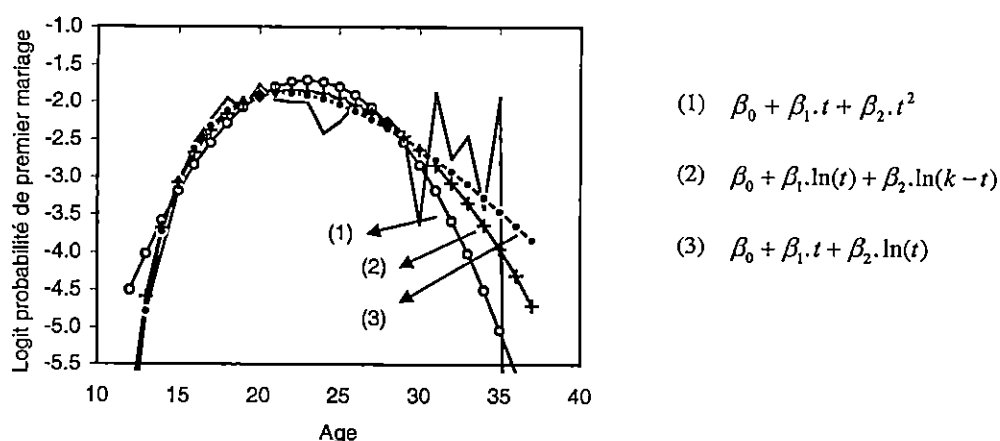 Logit probabilité de premier mariage
-1.0
-1.5
-2.0
-2.5
-3.0
-3.5
-4.0
-4.5
-5.0
-5.5
10 15 20 25 30 35 40
Age
(1)
(2)
(3)
(1) β₀ + β₁.t + β₂.t²
(2) β₀ + β₁.ln(t) + β₂.ln(k − t)
(3) β₀ + β₁.t + β₂.ln(t)